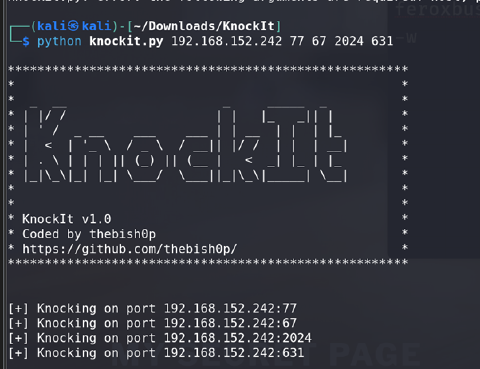 ┌──(kali㉿kali)-[~/Downloads/KnockIt]
└─$ python knockit.py 192.168.152.242 77 67 2024 631
KnockIt
* KnockIt v1.0 *
* Coded by thebish0p *
* https://github.com/thebish0p/ *
[+] Knocking on port 192.168.152.242:77
[+] Knocking on port 192.168.152.242:67
[+] Knocking on port 192.168.152.242:2024
[+] Knocking on port 192.168.152.242:631